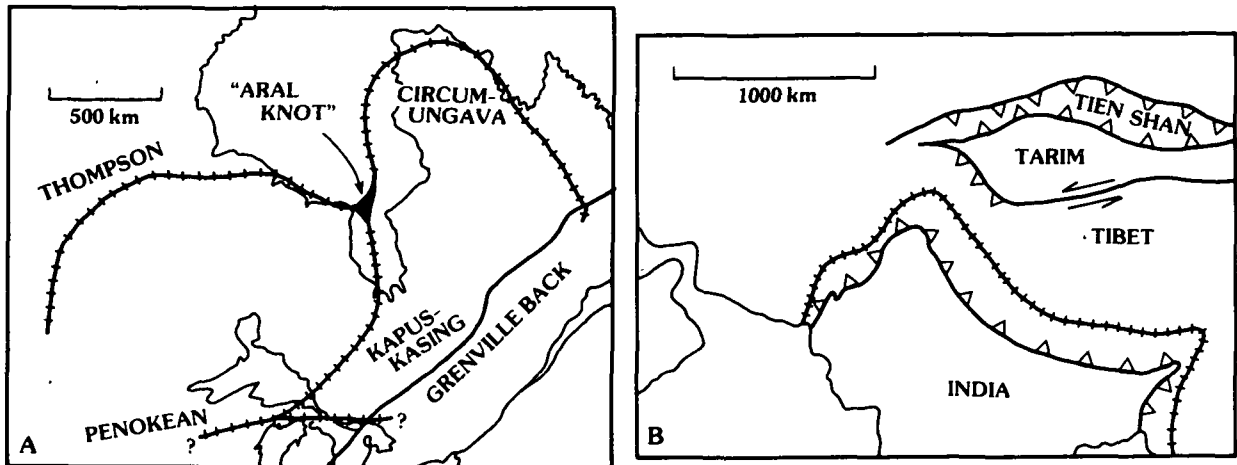 500 km
"ARAL
KNOT"
CIRCUM-
UNGAVA
THOMPSON
KAPUS-
KASING
GRENVILLE BACK
PENOKEAN
?
?
A
1000 km
TIEN SHAN
TARIM
TIBET
INDIA
B